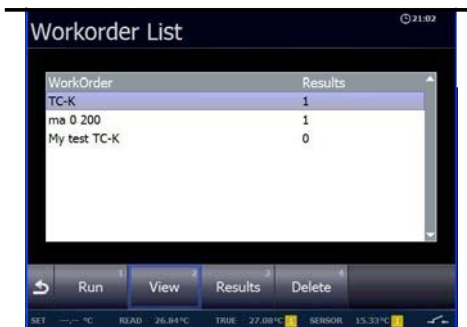 Workorder List 21:02
WorkOrder Results
TC-K 1
ma 0 200 1
My test TC-K 0
Run 1 View 2 Results 3 Delete 4
SET --.-- °C READ 26.84°C TRUE 27.08°C SENSOR 15.33°C